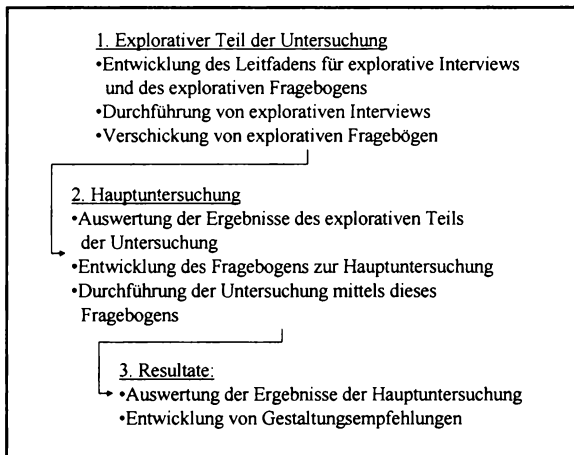 1. Explorativer Teil der Untersuchung
•Entwicklung des Leitfadens für explorative Interviews
und des explorativen Fragebogens
•Durchführung von explorativen Interviews
•Verschickung von explorativen Fragebögen
2. Hauptuntersuchung
•Auswertung der Ergebnisse des explorativen Teils
der Untersuchung
•Entwicklung des Fragebogens zur Hauptuntersuchung
•Durchführung der Untersuchung mittels dieses
Fragebogens
3. Resultate:
•Auswertung der Ergebnisse der Hauptuntersuchung
•Entwicklung von Gestaltungsempfehlungen